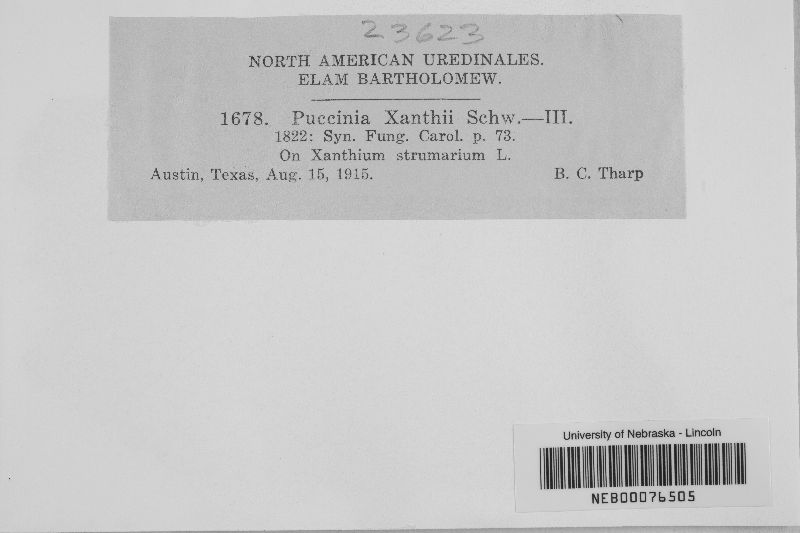 23623
NORTH AMERICAN UREDINALES.
ELAM BARTHOLOMEW.
1678. Puccinia Xanthii Schw.—III.
1822: Syn. Fung. Carol. p. 73.
On Xanthium strumarium L.
Austin, Texas, Aug. 15, 1915. B. C. Tharp
University of Nebraska - Lincoln
NEB00076505